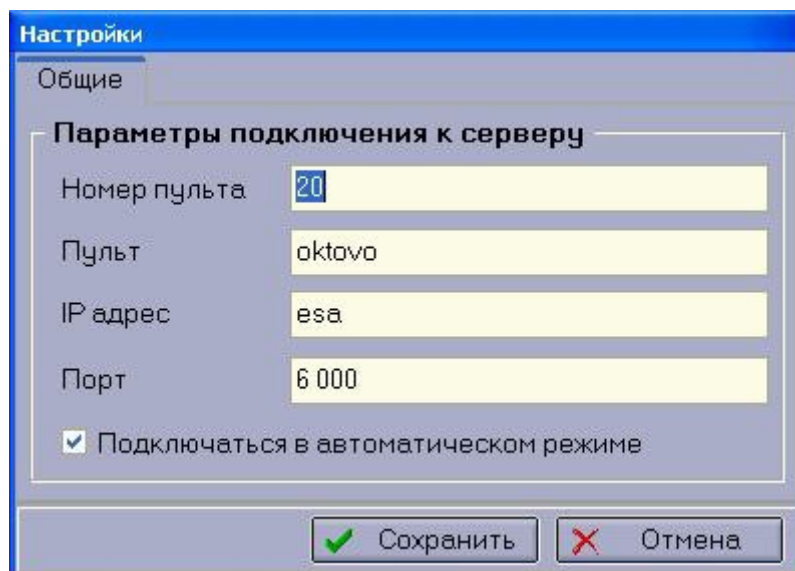 Настройки
Общие
Параметры подключения к серверу
Номер пульта 20
Пульт oktovo
IP адрес esa
Порт 6 000
Подключаться в автоматическом режиме
Сохранить Отмена